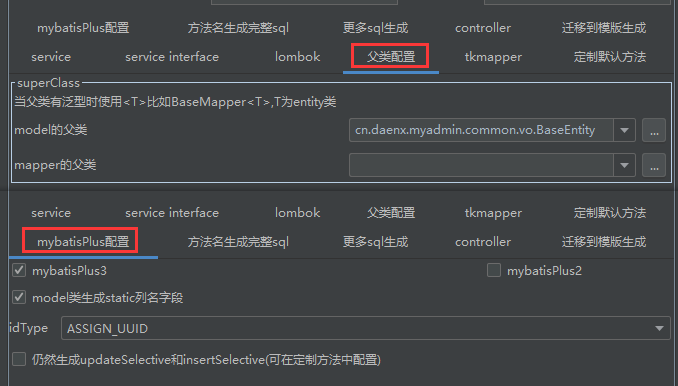 mybatisPlus配置 方法名生成完整sql 更多sql生成 controller 迁移到模版生成
service service interface lombok 父类配置 tkmapper 定制默认方法
superClass
当父类有泛型时使用<T>比如BaseMapper<T>,T为entity类
model的父类 cn.daenx.myadmin.common.vo.BaseEntity ...
mapper的父类 ...
service service interface lombok 父类配置 tkmapper 定制默认方法
mybatisPlus配置 方法名生成完整sql 更多sql生成 controller 迁移到模版生成
mybatisPlus3 mybatisPlus2
model类生成static列名字段
idType ASSIGN_UUID
仍然生成updateSelective和insertSelective(可在定制方法中配置)